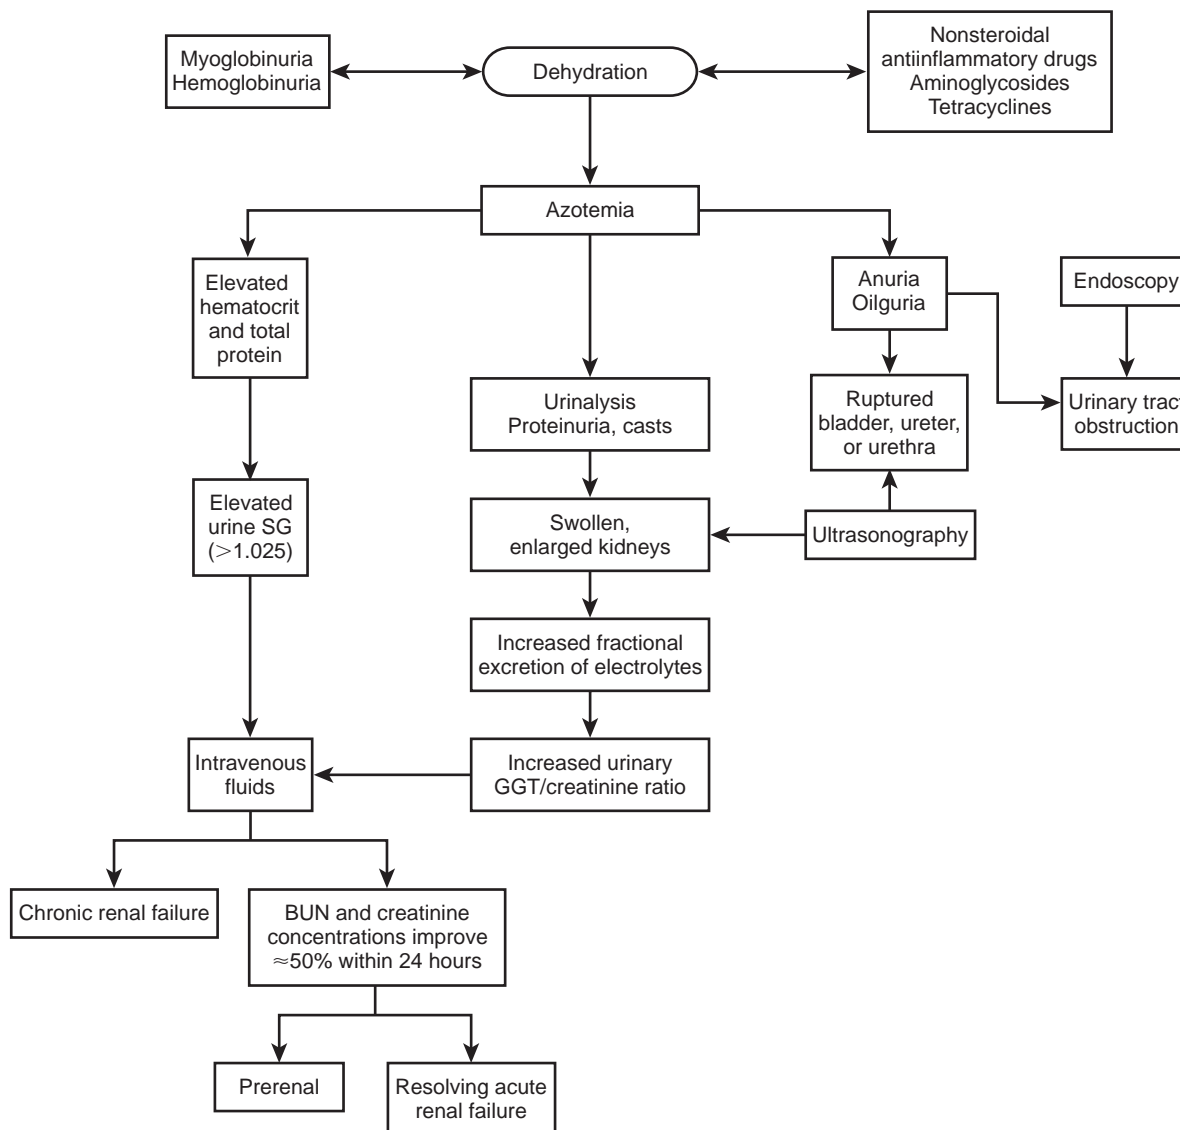 Myoglobinuria
Hemoglobinuria
Dehydration
Nonsteroidal
antiinflammatory drugs
Aminoglycosides
Tetracyclines
Azotemia
Elevated
hematocrit
and total
protein
Anuria
Oilguria
Endoscopy
Urinalysis
Proteinuria, casts
Ruptured
bladder, ureter,
or urethra
Urinary tract
obstruction
Elevated
urine SG
(>1.025)
Swollen,
enlarged kidneys
Ultrasonography
Increased fractional
excretion of electrolytes
Intravenous
fluids
Increased urinary
GGT/creatinine ratio
Chronic renal failure
BUN and creatinine
concentrations improve
≈50% within 24 hours
Prerenal
Resolving acute
renal failure